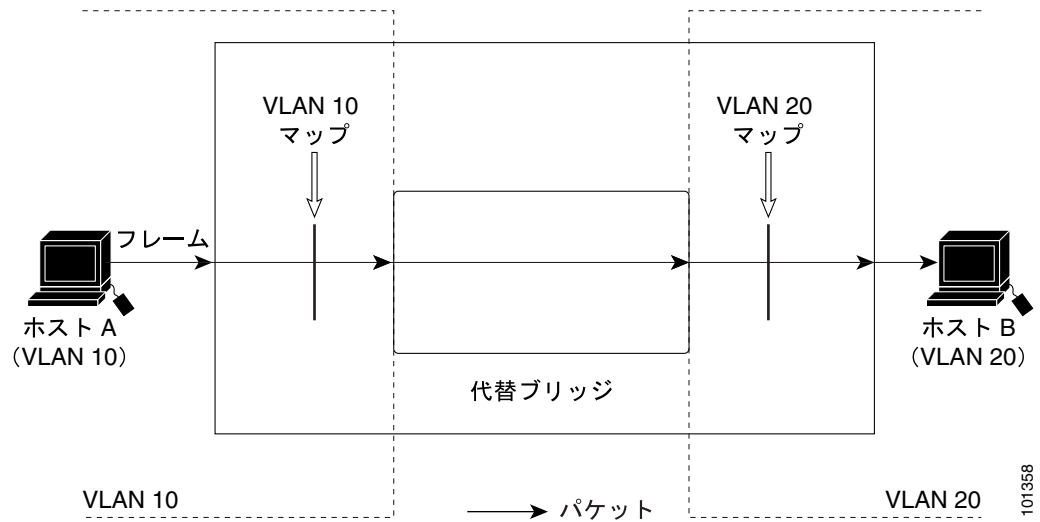 VLAN 10
マップ
VLAN 20
マップ
フレーム
ホスト A
（VLAN 10）
ホスト B
（VLAN 20）
代替ブリッジ
VLAN 10
パケット
VLAN 20
101358